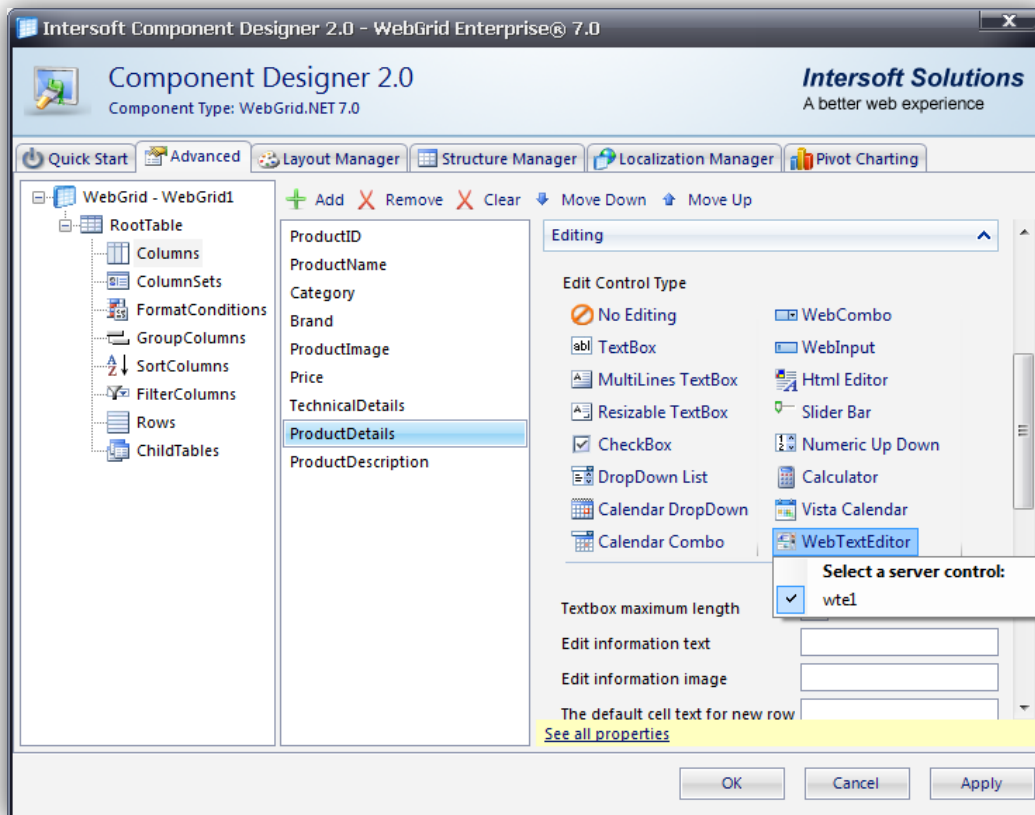 Intersoft Component Designer 2.0 - WebGrid Enterprise® 7.0
x
Component Designer 2.0
Component Type: WebGrid.NET 7.0
Intersoft Solutions
A better web experience
Quick Start
Advanced
Layout Manager
Structure Manager
Localization Manager
Pivot Charting
WebGrid - WebGrid1
RootTable
Columns
ColumnSets
FormatConditions
GroupColumns
SortColumns
FilterColumns
Rows
ChildTables
Add
Remove
Clear
Move Down
Move Up
ProductID
ProductName
Category
Brand
ProductImage
Price
TechnicalDetails
ProductDetails
ProductDescription
Editing
Edit Control Type
No Editing
WebCombo
abl TextBox
WebInput
MultiLines TextBox
Html Editor
Resizable TextBox
Slider Bar
CheckBox
Numeric Up Down
DropDown List
Calculator
Calendar DropDown
Vista Calendar
Calendar Combo
WebTextEditor
Select a server control:
wte1
Textbox maximum length
Edit information text
Edit information image
The default cell text for new row
See all properties
OK
Cancel
Apply